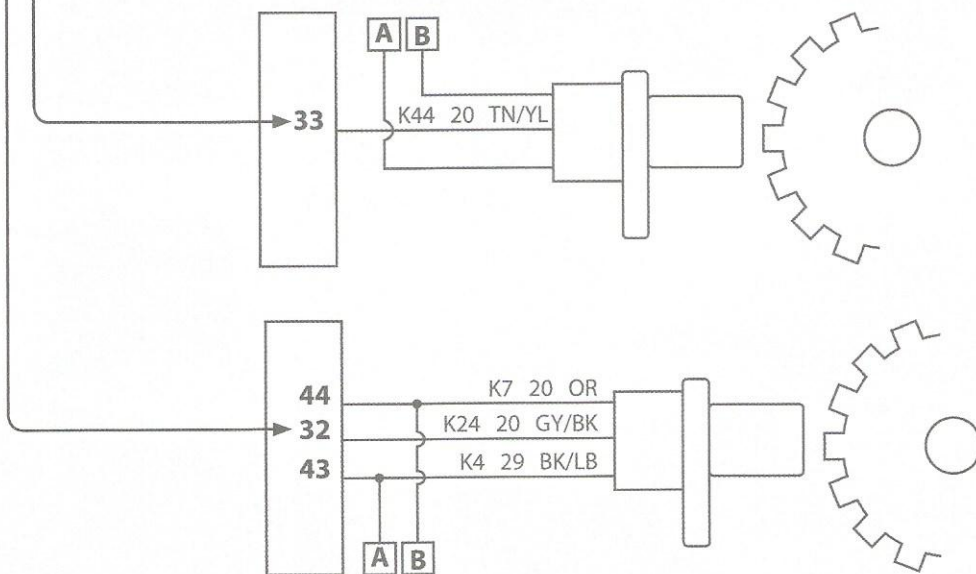 A B
K44 20 TN/YL
33
K7 20 OR
44
K24 20 GY/BK
32
K4 29 BK/LB
43
A B